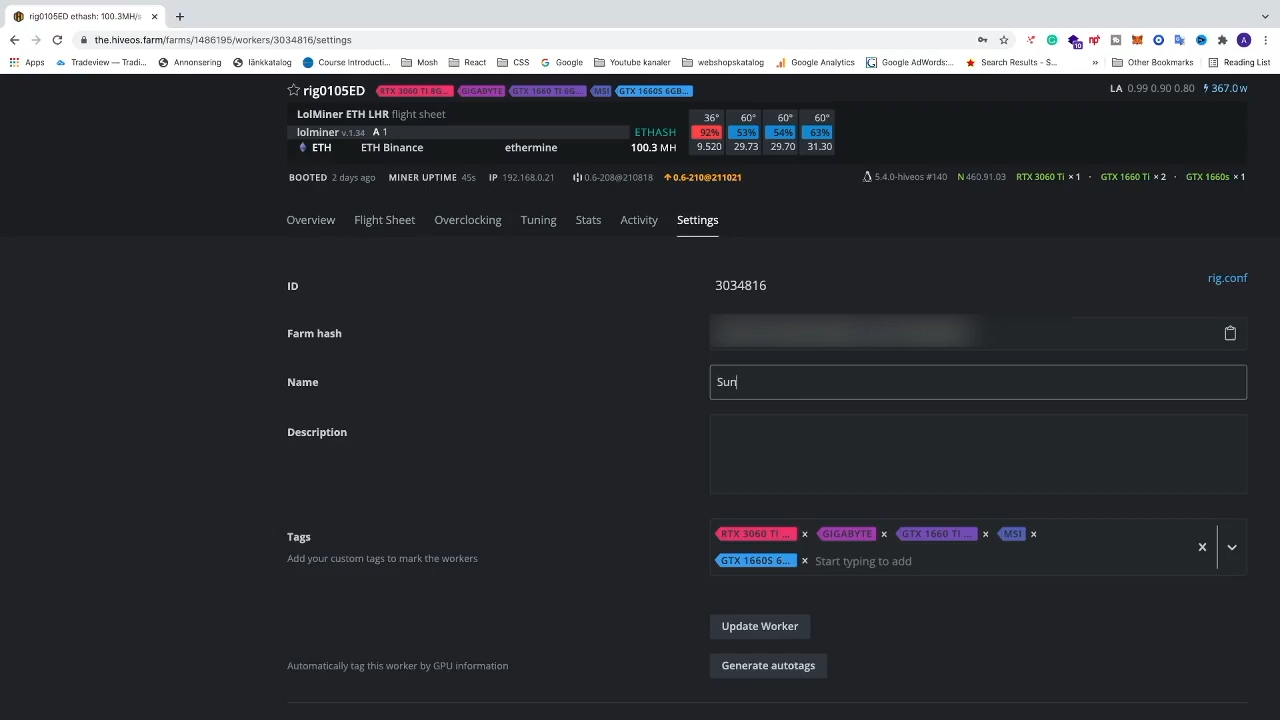 rig0105ED ethash: 100.3MH/s
the.hiveos.farm/farms/1486195/workers/3034816/settings
Apps Tradeview — Tradi... Annonsering länkkatalog Course Introducti... Mosh React CSS Google Youtube kanaler webshopskatalog Google Analytics Google AdWords:... Search Results - S... » Other Bookmarks Reading List
rig0105ED RTX 3060 TI 8G... GIGABYTE GTX 1660 TI 6G... MSI GTX 1660S 6GB... LA 0.99 0.90 0.80 367.0 w
LolMiner ETH LHR flight sheet 36° 60° 60° 60°
lolminer v.1.34 A 1 ETHASH 92% 53% 54% 63%
ETH ETH Binance ethermine 100.3 MH 9.520 29.73 29.70 31.30
BOOTED 2 days ago MINER UPTIME 45s IP 192.168.0.21 0.6-208@210818 0.6-210@211021 5.4.0-hiveos #140 N 460.91.03 RTX 3060 Ti × 1 · GTX 1660 Ti × 2 · GTX 1660s × 1
Overview Flight Sheet Overclocking Tuning Stats Activity Settings
ID 3034816 rig.conf
Farm hash
Name Sun
Description
Tags RTX 3060 TI ... × GIGABYTE × GTX 1660 TI ... × MSI ×
Add your custom tags to mark the workers GTX 1660S 6... × Start typing to add
Update Worker
Automatically tag this worker by GPU information Generate autotags